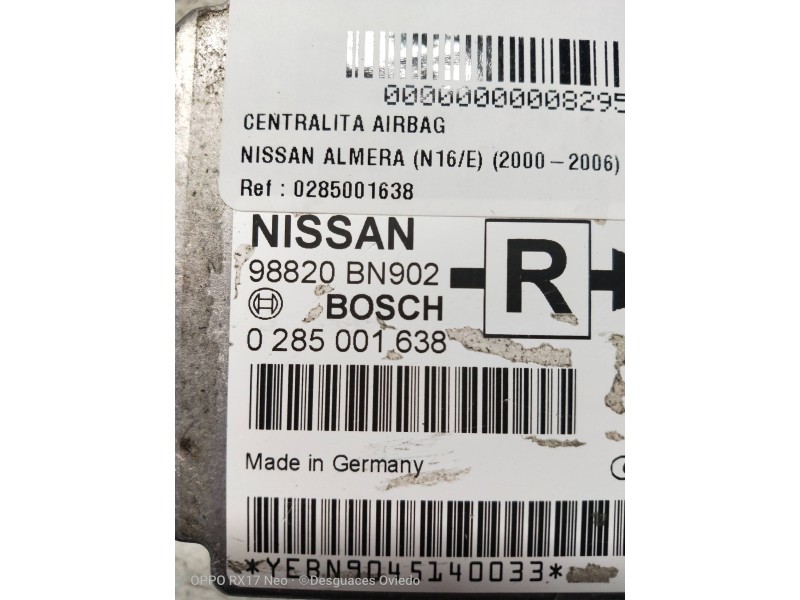 00000000008295
CENTRALITA AIRBAG
NISSAN ALMERA (N16/E) (2000-2006)
Ref : 0285001638
NISSAN
98820 BN902
R
BOSCH
0 285 001 638
Made in Germany
*YEBN9045140033*
OPPO RX17 Neo · ©Desguaces Oviedo